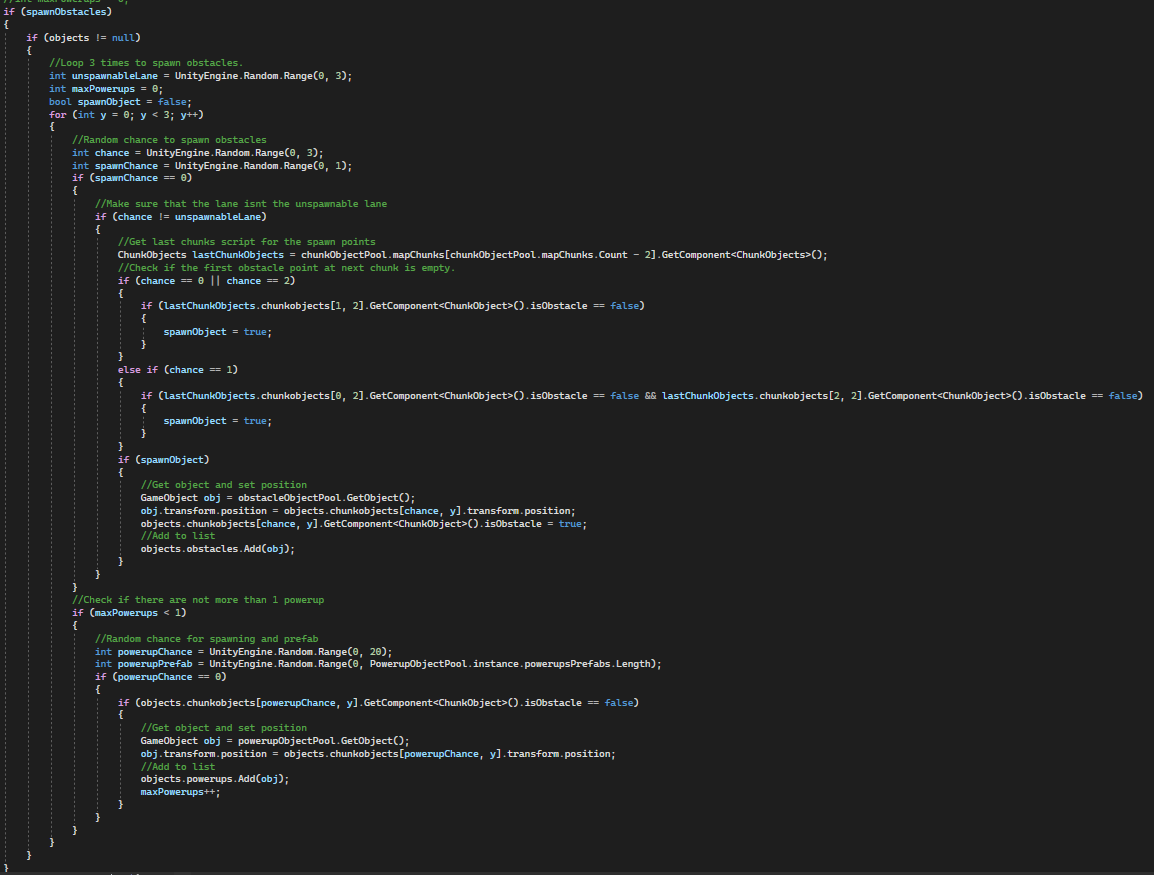 //int maxPowerups = 0;
if (spawnObstacles)
{
if (objects != null)
{
//Loop 3 times to spawn obstacles.
int unspawnableLane = UnityEngine.Random.Range(0, 3);
int maxPowerups = 0;
bool spawnObject = false;
for (int y = 0; y < 3; y++)
{
//Random chance to spawn obstacles
int chance = UnityEngine.Random.Range(0, 3);
int spawnChance = UnityEngine.Random.Range(0, 1);
if (spawnChance == 0)
{
//Make sure that the lane isnt the unspawnable lane
if (chance != unspawnableLane)
{
//Get last chunks script for the spawn points
ChunkObjects lastChunkObjects = chunkObjectPool.mapChunks[chunkObjectPool.mapChunks.Count - 2].GetComponent<ChunkObjects>();
//Check if the first obstacle point at next chunk is empty.
if (chance == 0 || chance == 2)
{
if (lastChunkObjects.chunkobjects[1, 2].GetComponent<ChunkObject>().isObstacle == false)
{
spawnObject = true;
}
}
else if (chance == 1)
{
if (lastChunkObjects.chunkobjects[0, 2].GetComponent<ChunkObject>().isObstacle == false && lastChunkObjects.chunkobjects[2, 2].GetComponent<ChunkObject>().isObstacle == false)
{
spawnObject = true;
}
}
if (spawnObject)
{
//Get object and set position
GameObject obj = obstacleObjectPool.GetObject();
obj.transform.position = objects.chunkobjects[chance, y].transform.position;
objects.chunkobjects[chance, y].GetComponent<ChunkObject>().isObstacle = true;
//Add to list
objects.obstacles.Add(obj);
}
}
}
//Check if there are not more than 1 powerup
if (maxPowerups < 1)
{
//Random chance for spawning and prefab
int powerupChance = UnityEngine.Random.Range(0, 20);
int powerupPrefab = UnityEngine.Random.Range(0, PowerupObjectPool.instance.powerupsPrefabs.Length);
if (powerupChance == 0)
{
if (objects.chunkobjects[powerupChance, y].GetComponent<ChunkObject>().isObstacle == false)
{
//Get object and set position
GameObject obj = powerupObjectPool.GetObject();
obj.transform.position = objects.chunkobjects[powerupChance, y].transform.position;
//Add to list
objects.powerups.Add(obj);
maxPowerups++;
}
}
}
}
}
}